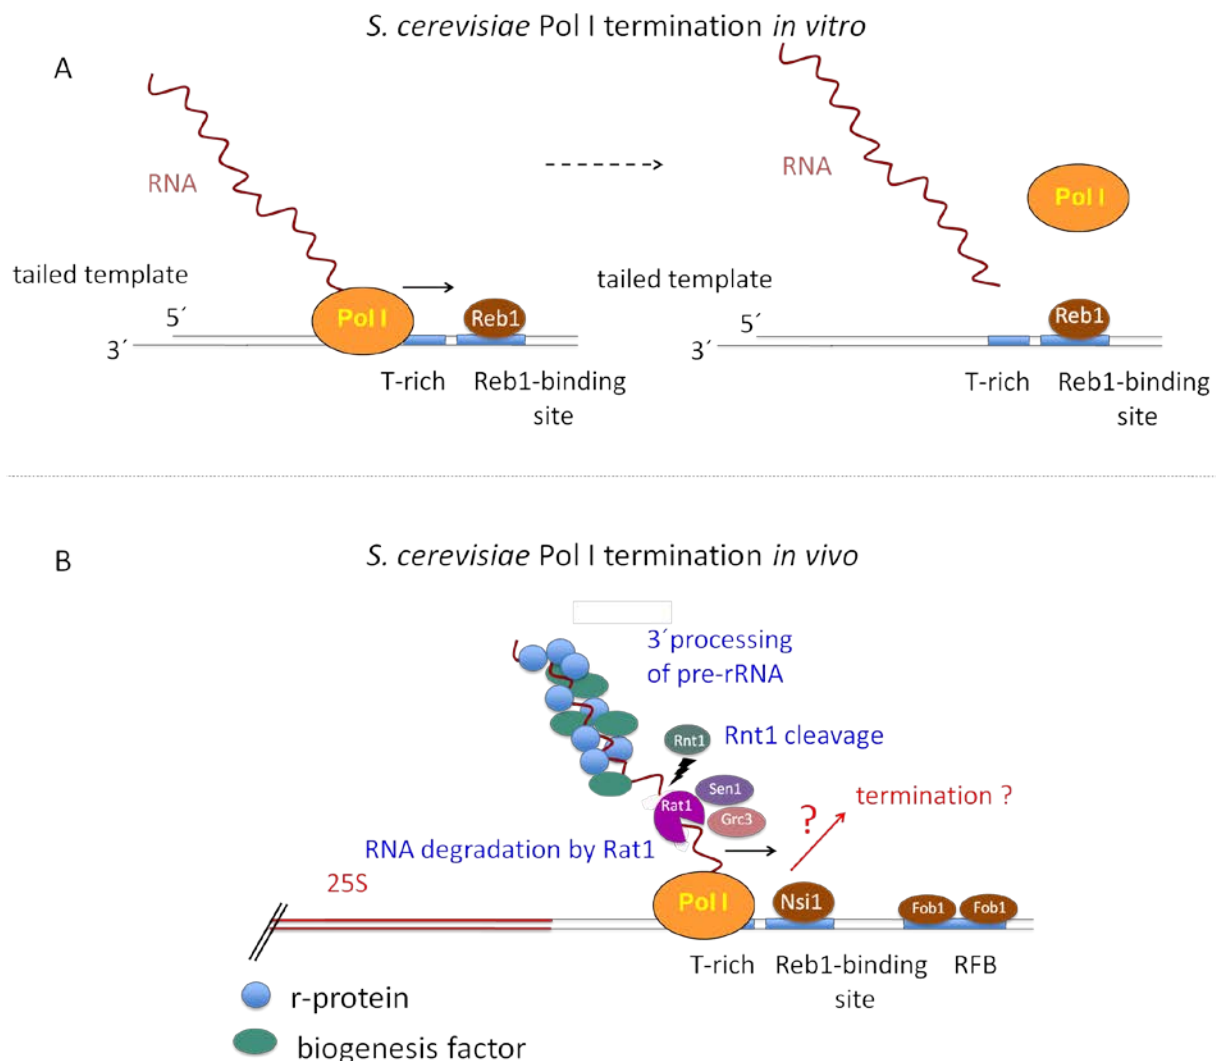 S. cerevisiae Pol I termination in vitro
A
RNA
tailed template
5´
3´
Pol I
Reb1
T-rich
Reb1-binding
site
RNA
Pol I
tailed template
5´
3´
Reb1
T-rich
Reb1-binding
site
B
S. cerevisiae Pol I termination in vivo
3´processing
of pre-rRNA
Rnt1
Rnt1 cleavage
Sen1
Rat1
Grc3
termination ?
?
RNA degradation by Rat1
25S
Pol I
Nsi1
Fob1
Fob1
T-rich
Reb1-binding
site
RFB
r-protein
biogenesis factor